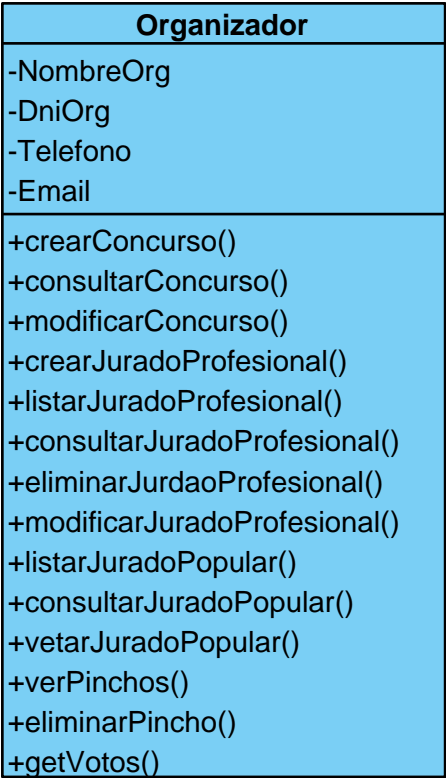 Organizador
-NombreOrg
-DniOrg
-Telefono
-Email
+crearConcurso()
+consultarConcurso()
+modificarConcurso()
+crearJuradoProfesional()
+listarJuradoProfesional()
+consultarJuradoProfesional()
+eliminarJurdaoProfesional()
+modificarJuradoProfesional()
+listarJuradoPopular()
+consultarJuradoPopular()
+vetarJuradoPopular()
+verPinchos()
+eliminarPincho()
+getVotos()